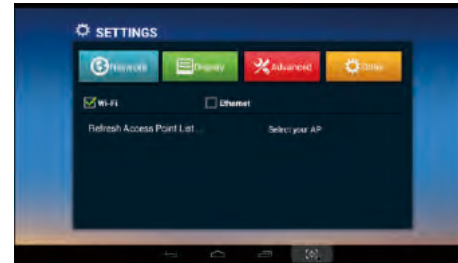 SETTINGS
Network Display Advanced Other
Wi-Fi Ethernet
Refresh Access Point List ... Select your AP